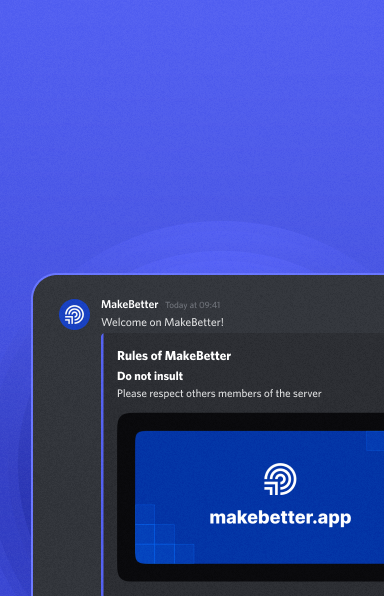 MakeBetter Today at 09:41
Welcome on MakeBetter!
Rules of MakeBetter
Do not insult
Please respect others members of the server
makebetter.app